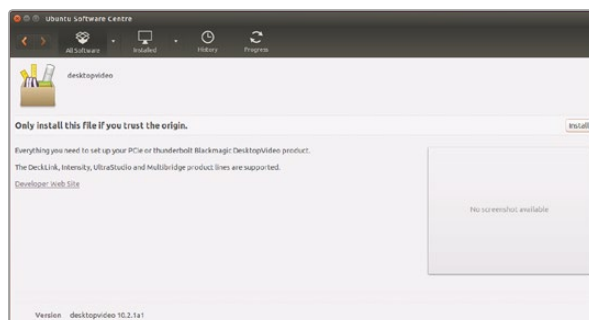 Ubuntu Software Centre
All Software
Installed
History
Progress
desktopvideo
Only install this file if you trust the origin.
Install
Everything you need to set up your PCIe or thunderbolt Blackmagic DesktopVideo product.
The DeckLink, Intensity, UltraStudio and Multibridge product lines are supported.
Developer Web Site
No screenshot available
Version desktopvideo 10.2.1a1